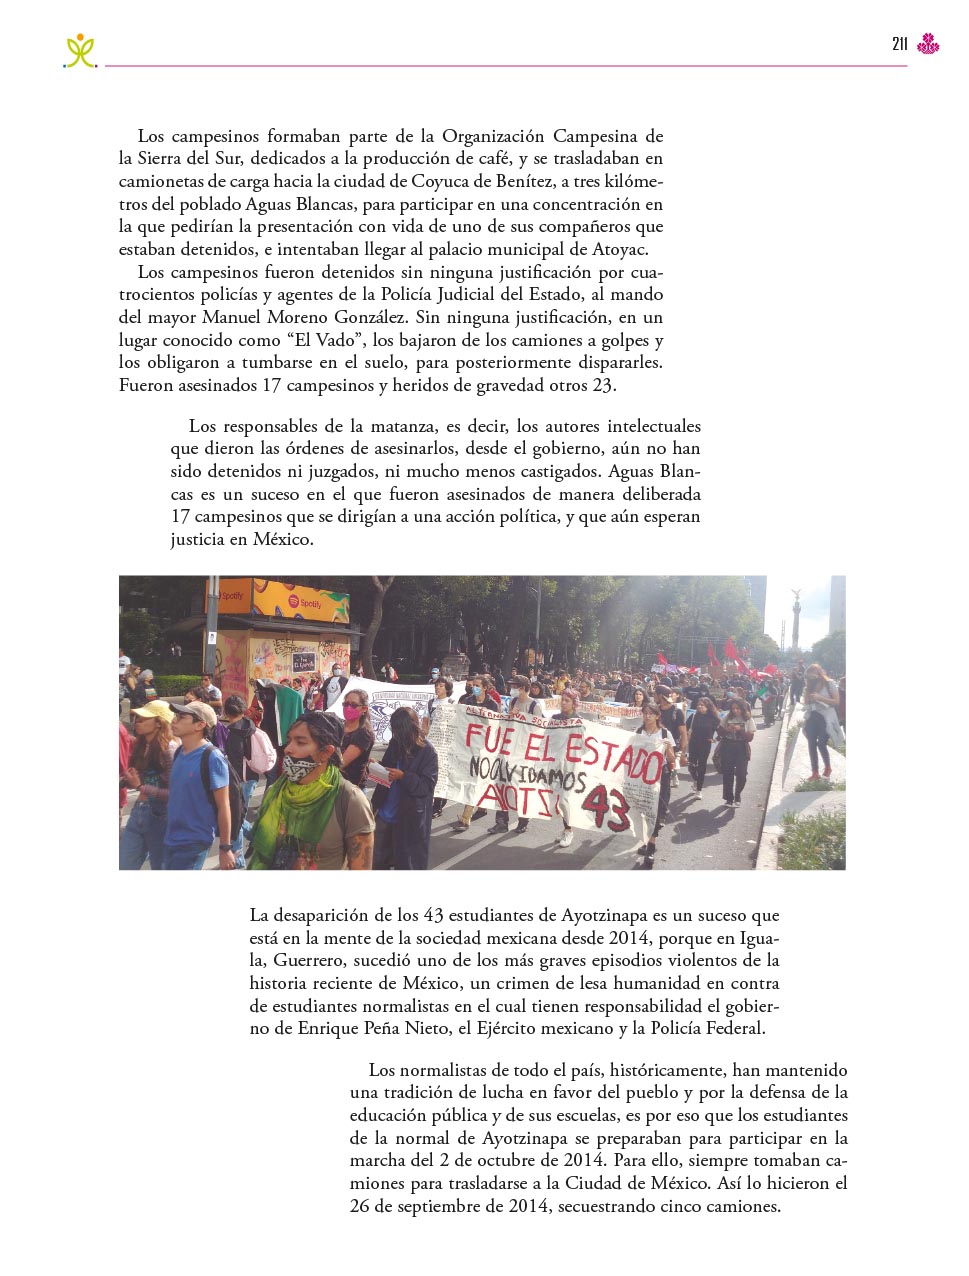 211
Los campesinos formaban parte de la Organización Campesina de
la Sierra del Sur, dedicados a la producción de café, y se trasladaban en
camionetas de carga hacia la ciudad de Coyuca de Benítez, a tres kilóme-
tros del poblado Aguas Blancas, para participar en una concentración en
la que pedirían la presentación con vida de uno de sus compañeros que
estaban detenidos, e intentaban llegar al palacio municipal de Atoyac.
Los campesinos fueron detenidos sin ninguna justificación por cua-
trocientos policías y agentes de la Policía Judicial del Estado, al mando
del mayor Manuel Moreno González. Sin ninguna justificación, en un
lugar conocido como “El Vado”, los bajaron de los camiones a golpes y
los obligaron a tumbarse en el suelo, para posteriormente dispararles.
Fueron asesinados 17 campesinos y heridos de gravedad otros 23.
Los responsables de la matanza, es decir, los autores intelectuales
que dieron las órdenes de asesinarlos, desde el gobierno, aún no han
sido detenidos ni juzgados, ni mucho menos castigados. Aguas Blan-
cas es un suceso en el que fueron asesinados de manera deliberada
17 campesinos que se dirigían a una acción política, y que aún esperan
justicia en México.
Spotify
Spotify
ALTERNATIVA SOCIALISTA
FUE EL ESTADO
NO OLVIDAMOS
AYOTZI 43
La desaparición de los 43 estudiantes de Ayotzinapa es un suceso que
está en la mente de la sociedad mexicana desde 2014, porque en Igua-
la, Guerrero, sucedió uno de los más graves episodios violentos de la
historia reciente de México, un crimen de lesa humanidad en contra
de estudiantes normalistas en el cual tienen responsabilidad el gobier-
no de Enrique Peña Nieto, el Ejército mexicano y la Policía Federal.
Los normalistas de todo el país, históricamente, han mantenido
una tradición de lucha en favor del pueblo y por la defensa de la
educación pública y de sus escuelas, es por eso que los estudiantes
de la normal de Ayotzinapa se preparaban para participar en la
marcha del 2 de octubre de 2014. Para ello, siempre tomaban ca-
miones para trasladarse a la Ciudad de México. Así lo hicieron el
26 de septiembre de 2014, secuestrando cinco camiones.